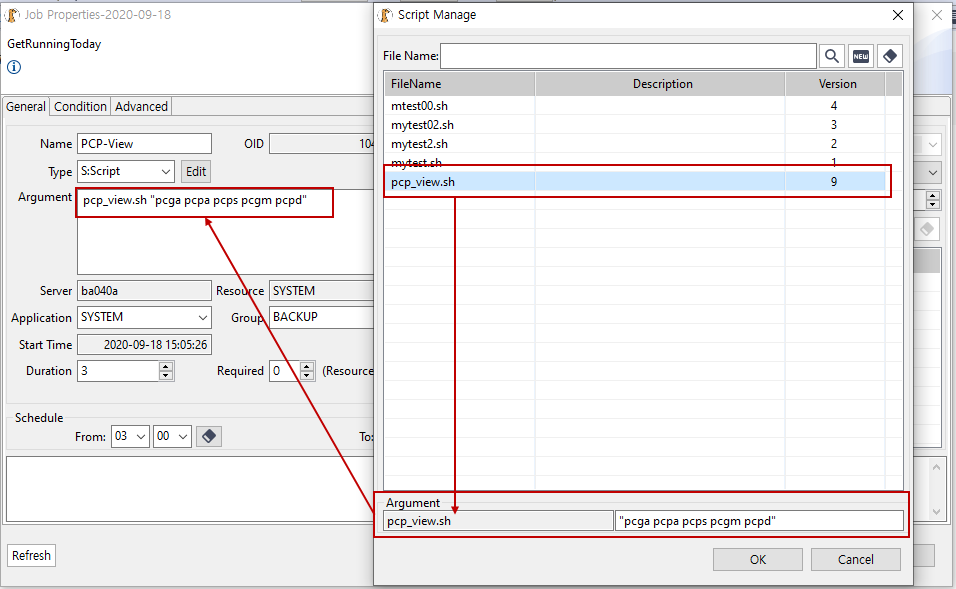 Job Properties-2020-09-18
GetRunningToday
General Condition Advanced
Name PCP-View OID 104
Type S:Script Edit
Argument pcp_view.sh "pcga pcpa pcps pcgm pcpd"
Server ba040a Resource SYSTEM
Application SYSTEM Group BACKUP
Start Time 2020-09-18 15:05:26
Duration 3 Required 0 (Resource
Schedule
From: 03 00 To:
Refresh
Script Manage
File Name: NEW
FileName Description Version
mtest00.sh 4
mytest02.sh 3
mytest2.sh 2
mytest.sh 1
pcp_view.sh 9
Argument
pcp_view.sh "pcga pcpa pcps pcgm pcpd"
OK Cancel